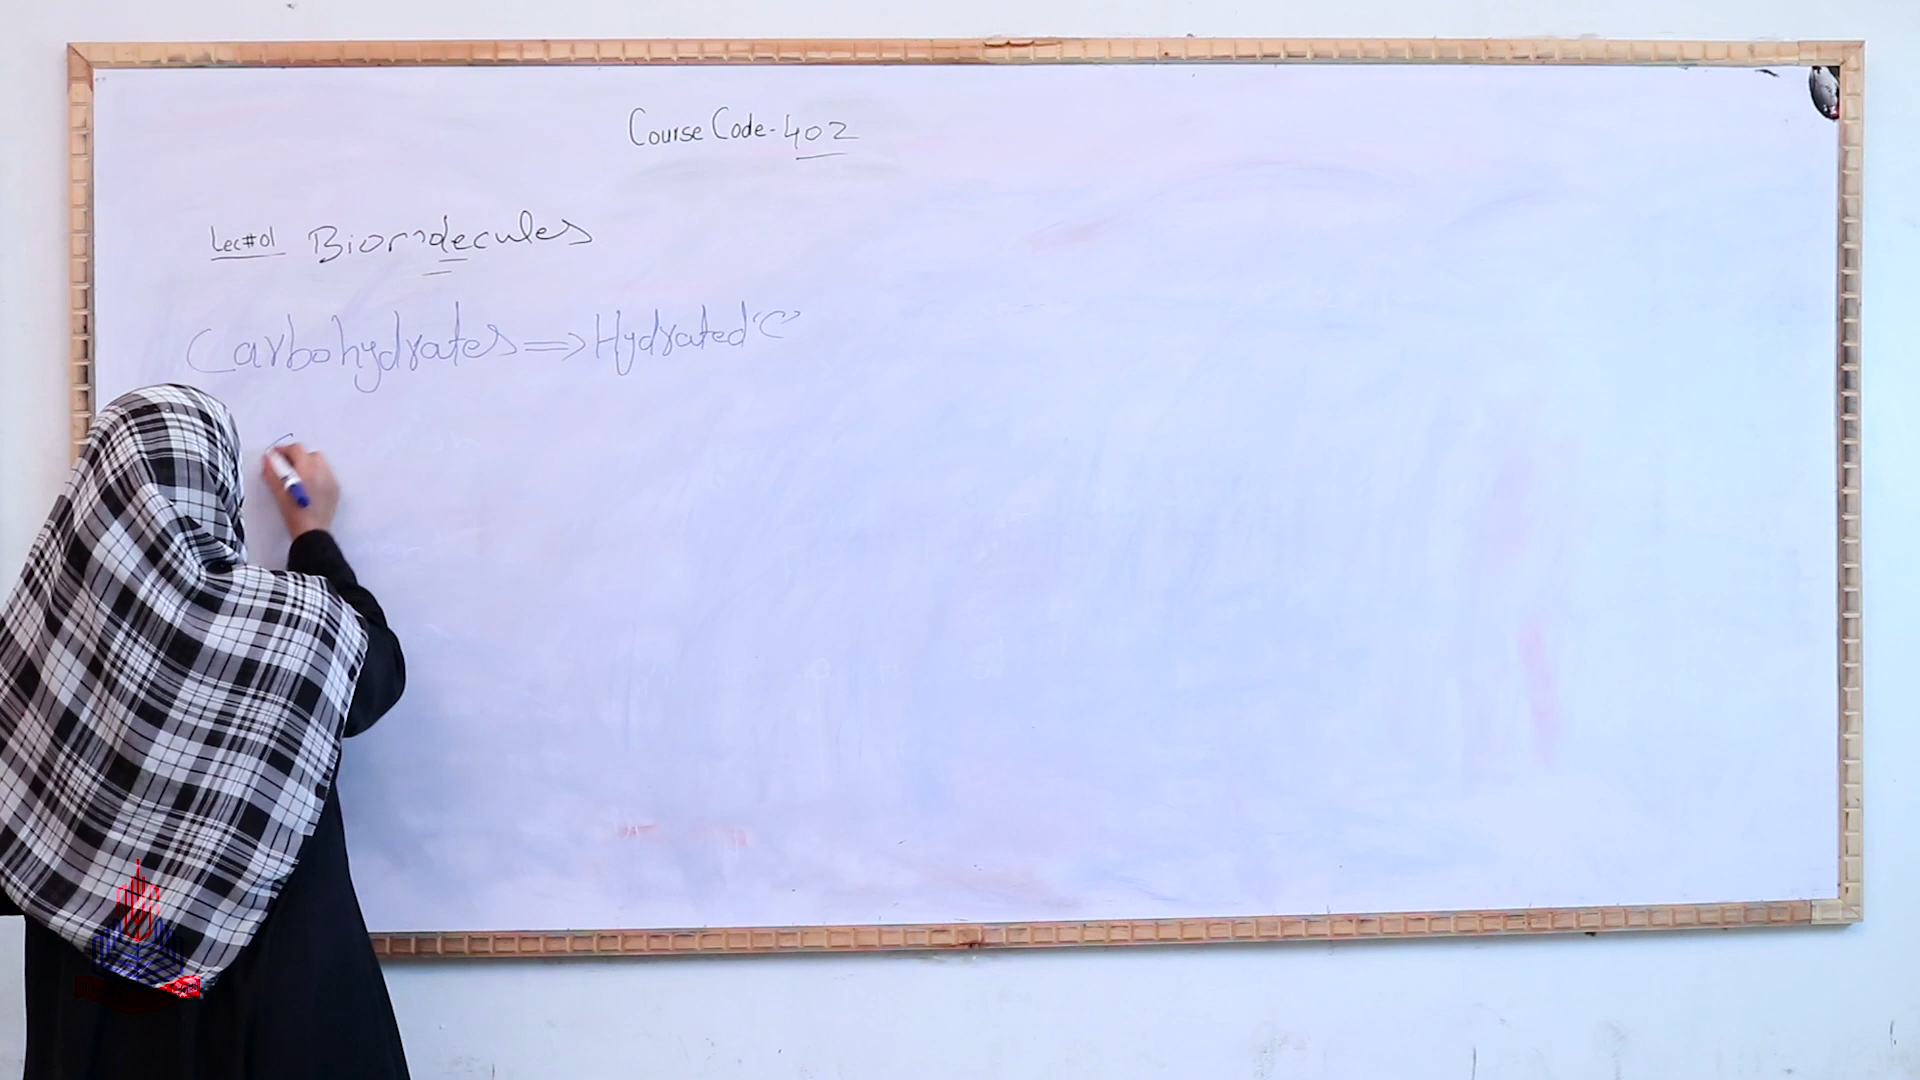 Course Code-402
Lec#01 Biomolecules
Carbohydrates => Hydrated "C"